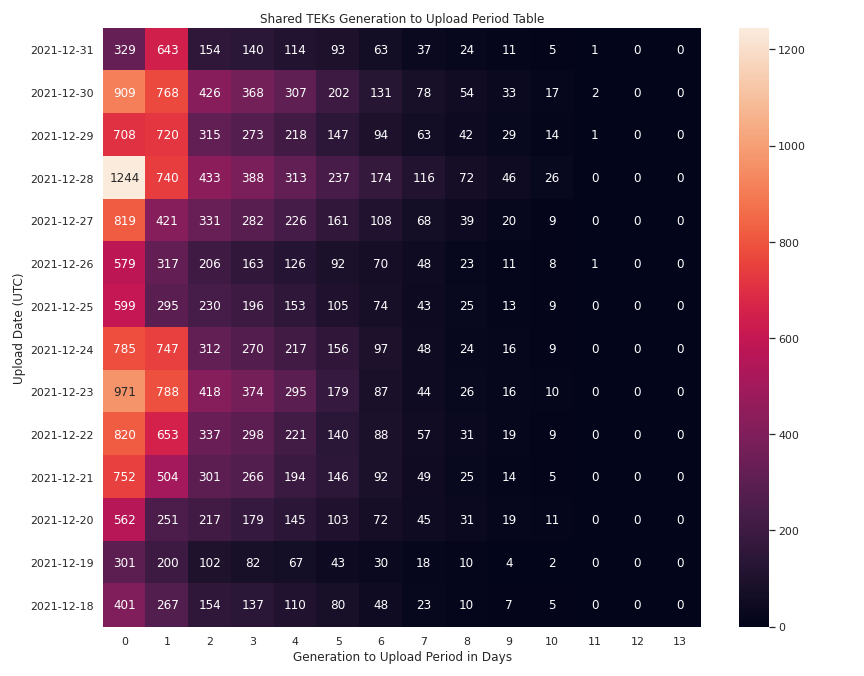 Shared TEKs Generation to Upload Period Table
Upload Date (UTC)
2021-12-31 329 643 154 140 114 93 63 37 24 11 5 1 0 0
2021-12-30 909 768 426 368 307 202 131 78 54 33 17 2 0 0
2021-12-29 708 720 315 273 218 147 94 63 42 29 14 1 0 0
2021-12-28 1244 740 433 388 313 237 174 116 72 46 26 0 0 0
2021-12-27 819 421 331 282 226 161 108 68 39 20 9 0 0 0
2021-12-26 579 317 206 163 126 92 70 48 23 11 8 1 0 0
2021-12-25 599 295 230 196 153 105 74 43 25 13 9 0 0 0
2021-12-24 785 747 312 270 217 156 97 48 24 16 9 0 0 0
2021-12-23 971 788 418 374 295 179 87 44 26 16 10 0 0 0
2021-12-22 820 653 337 298 221 140 88 57 31 19 9 0 0 0
2021-12-21 752 504 301 266 194 146 92 49 25 14 5 0 0 0
2021-12-20 562 251 217 179 145 103 72 45 31 19 11 0 0 0
2021-12-19 301 200 102 82 67 43 30 18 10 4 2 0 0 0
2021-12-18 401 267 154 137 110 80 48 23 10 7 5 0 0 0
0 1 2 3 4 5 6 7 8 9 10 11 12 13
Generation to Upload Period in Days
1200
1000
800
600
400
200
0